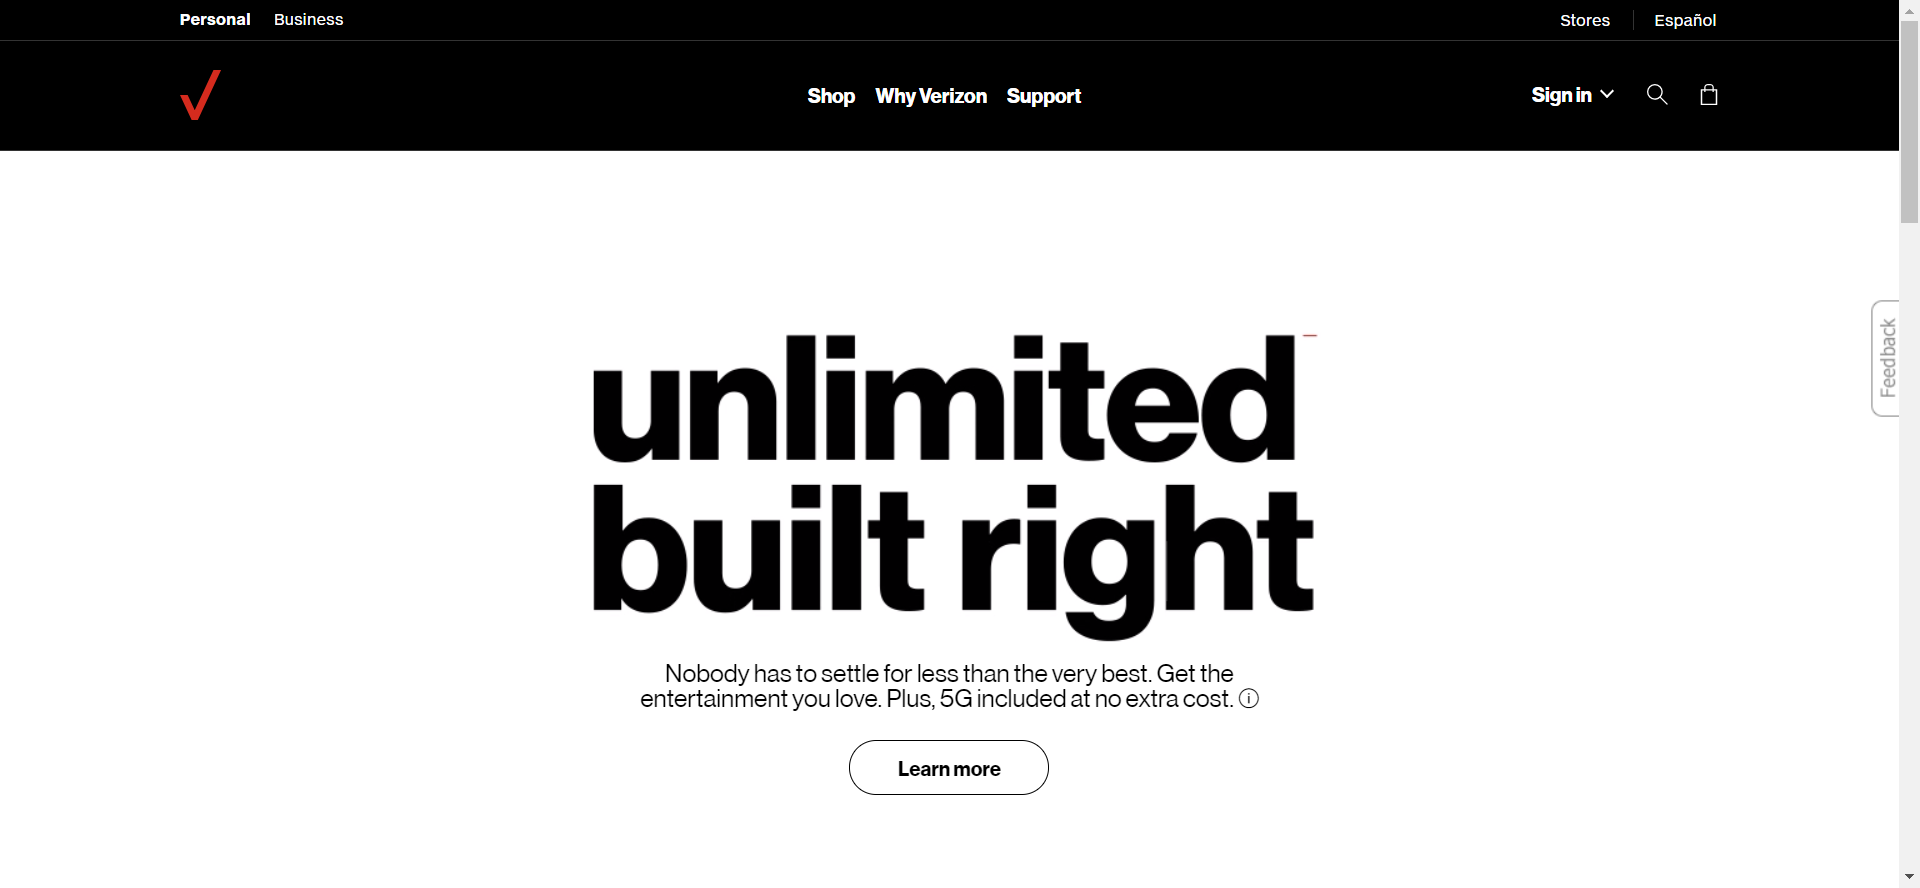 Personal Business Stores Español
Shop Why Verizon Support Sign in
Feedback
unlimited
built right
Nobody has to settle for less than the very best. Get the
entertainment you love. Plus, 5G included at no extra cost. ⓘ
Learn more